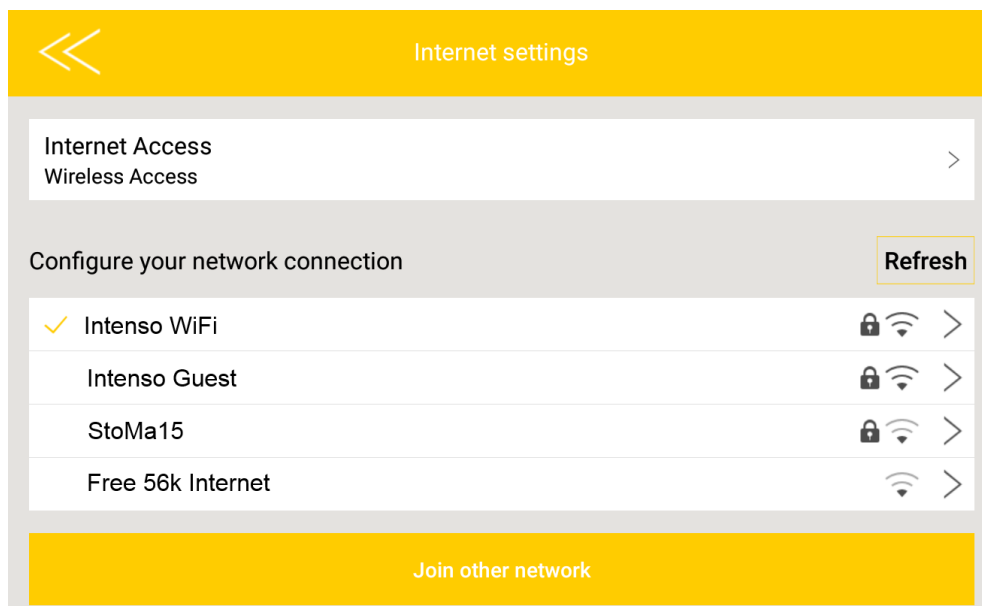 Internet settings
Internet Access
Wireless Access
Configure your network connection
Refresh
Intenso WiFi
Intenso Guest
StoMa15
Free 56k Internet
Join other network